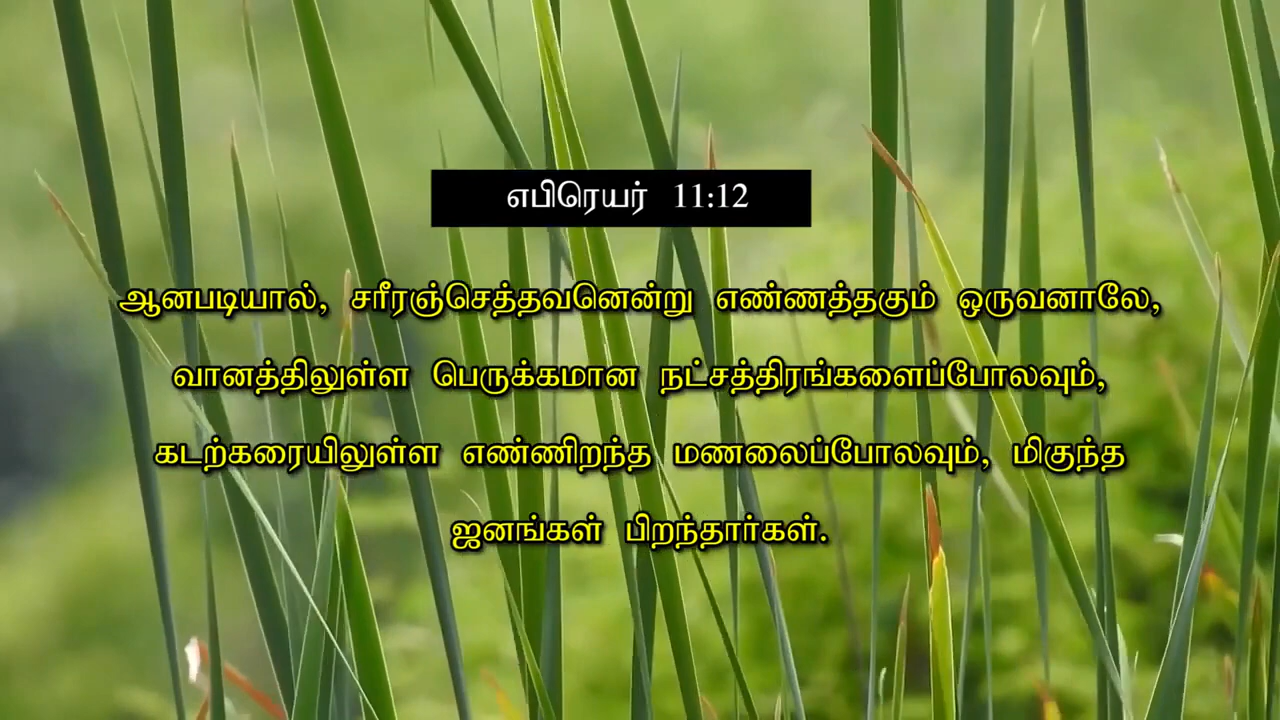 எபிரெயர் 11:12
ஆனபடியால், சரீரஞ்செத்தவனென்று எண்ணத்தகும் ஒருவனாலே,
வானத்திலுள்ள பெருக்கமான நட்சத்திரங்களைப்போலவும்,
கடற்கரையிலுள்ள எண்ணிறந்த மணலைப்போலவும், மிகுந்த
ஜனங்கள் பிறந்தார்கள்.